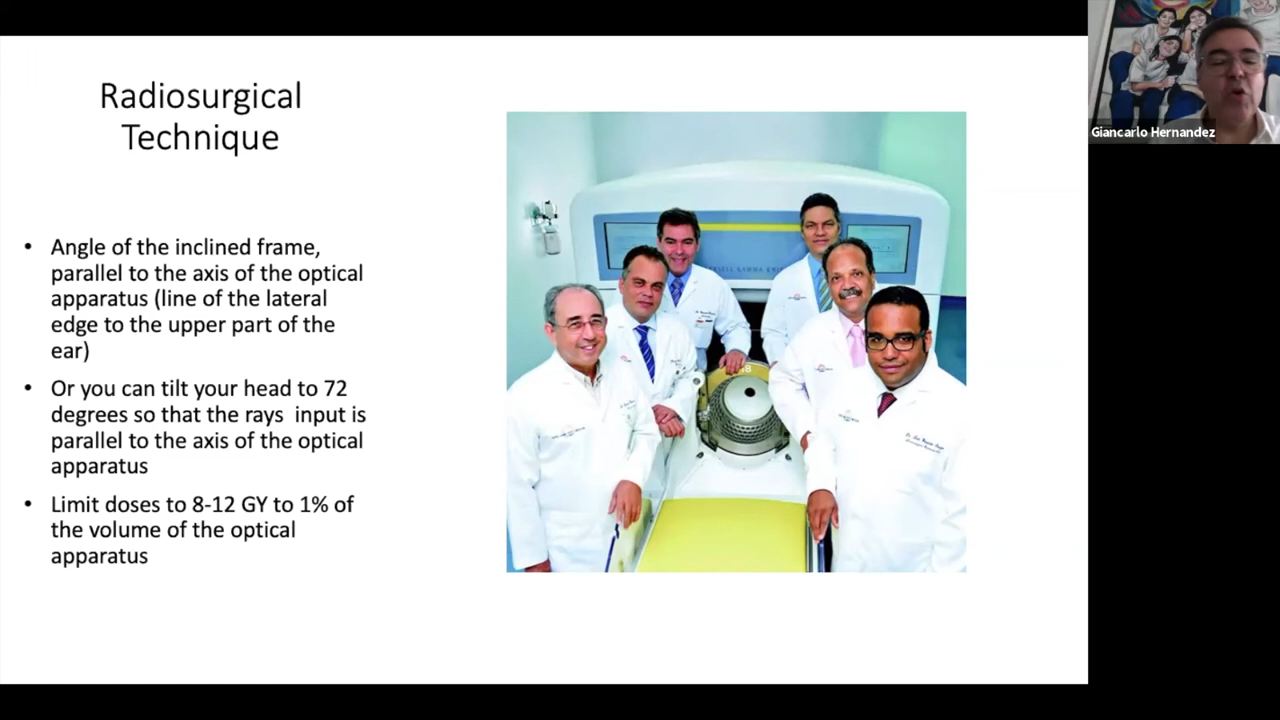 Radiosurgical
Technique
• Angle of the inclined frame,
parallel to the axis of the optical
apparatus (line of the lateral
edge to the upper part of the
ear)
• Or you can tilt your head to 72
degrees so that the rays input is
parallel to the axis of the optical
apparatus
• Limit doses to 8-12 GY to 1% of
the volume of the optical
apparatus
Giancarlo Hernandez